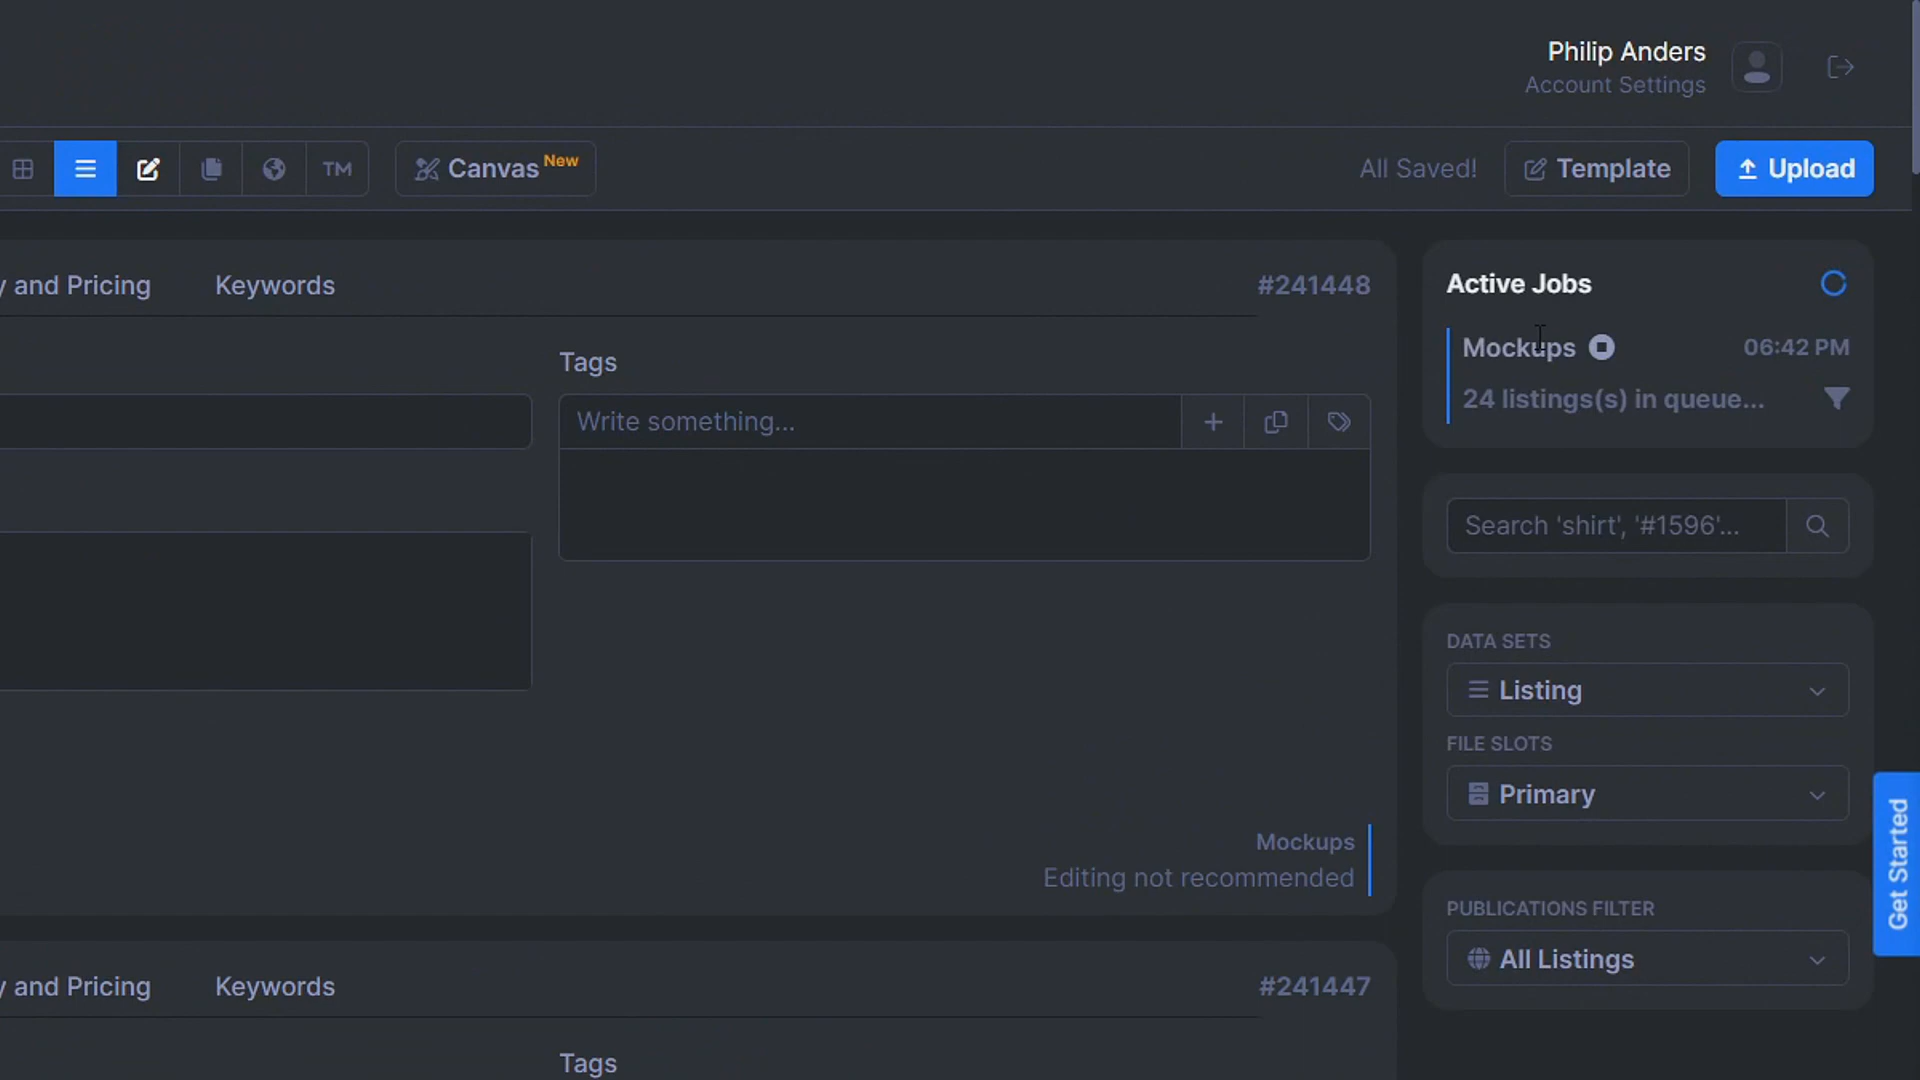 Philip Anders
Account Settings
TM
Canvas New
All Saved!
Template
Upload
y and Pricing
Keywords
#241448
Tags
Write something...
Mockups
Editing not recommended
Active Jobs
Mockups
06:42 PM
24 listings(s) in queue...
Search 'shirt', '#1596'...
DATA SETS
Listing
FILE SLOTS
Primary
PUBLICATIONS FILTER
All Listings
Get Started
y and Pricing
Keywords
#241447
Tags